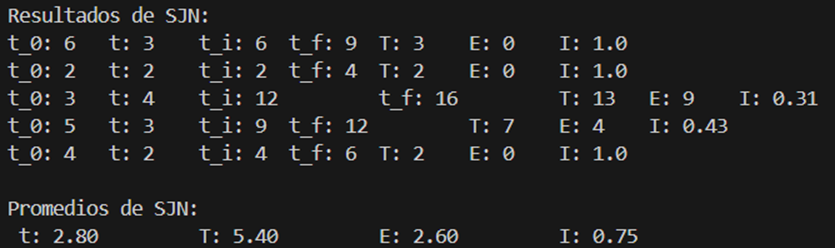 Resultados de SJN:
t_0: 6 t: 3 t_i: 6 t_f: 9 T: 3 E: 0 I: 1.0
t_0: 2 t: 2 t_i: 2 t_f: 4 T: 2 E: 0 I: 1.0
t_0: 3 t: 4 t_i: 12 t_f: 16 T: 13 E: 9 I: 0.31
t_0: 5 t: 3 t_i: 9 t_f: 12 T: 7 E: 4 I: 0.43
t_0: 4 t: 2 t_i: 4 t_f: 6 T: 2 E: 0 I: 1.0
Promedios de SJN:
t: 2.80 T: 5.40 E: 2.60 I: 0.75